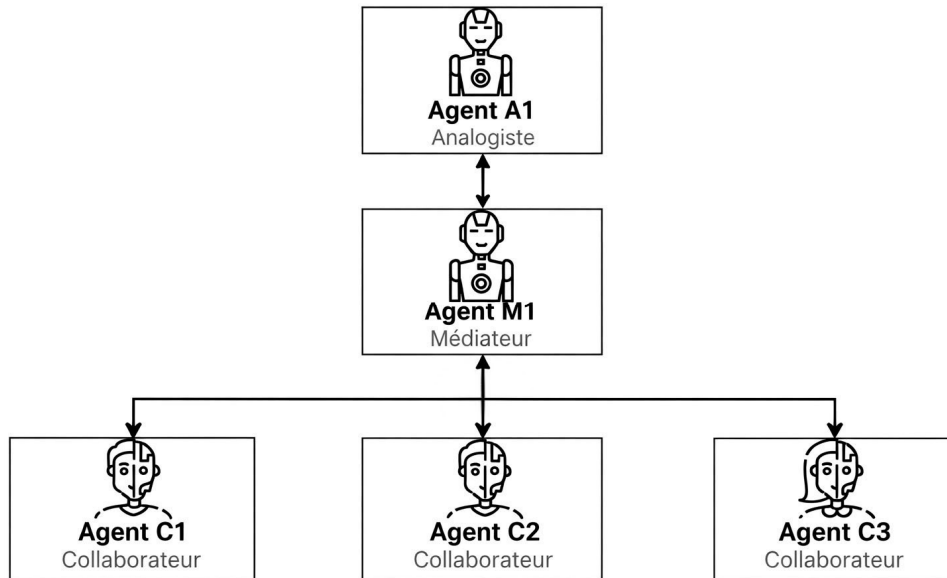 Agent A1
Analogiste
Agent M1
Médiateur
Agent C1
Collaborateur
Agent C2
Collaborateur
Agent C3
Collaborateur